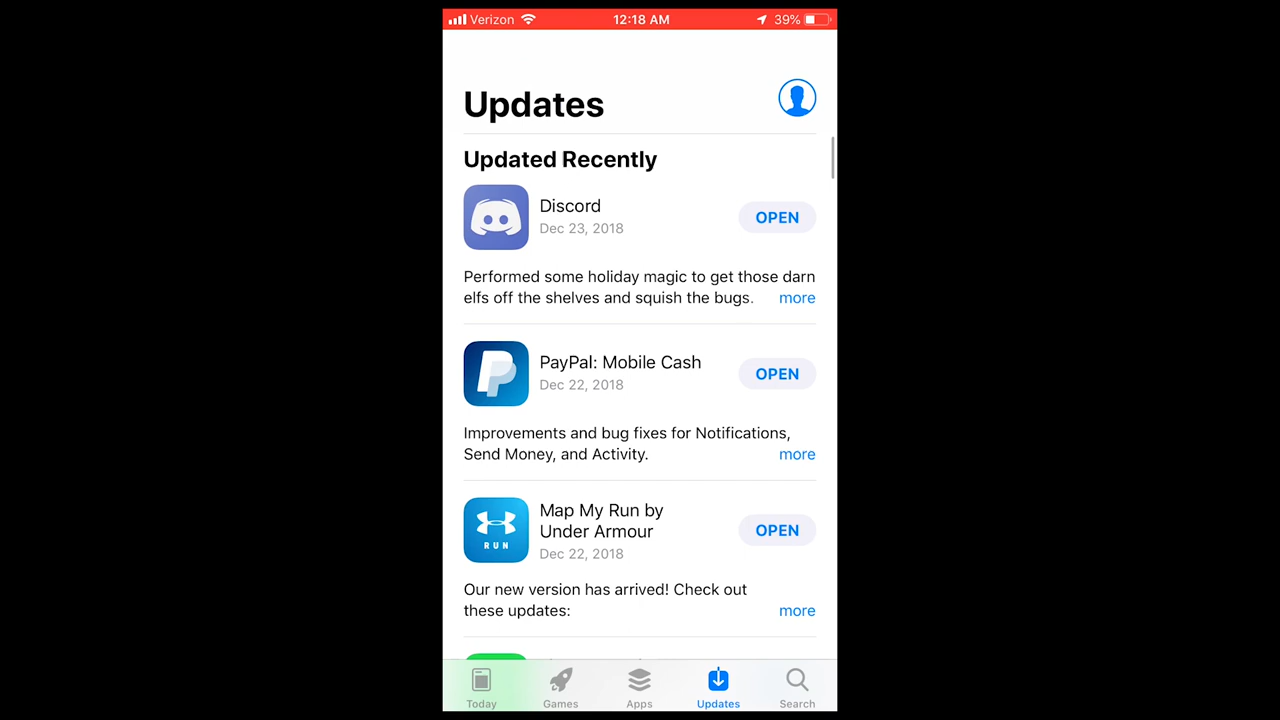 Verizon 12:18 AM 39%
Updates
Updated Recently
Discord
Dec 23, 2018
OPEN
Performed some holiday magic to get those darn
elfs off the shelves and squish the bugs. more
PayPal: Mobile Cash
Dec 22, 2018
OPEN
Improvements and bug fixes for Notifications,
Send Money, and Activity. more
RUN
Map My Run by
Under Armour
Dec 22, 2018
OPEN
Our new version has arrived! Check out
these updates: more
Today Games Apps Updates Search